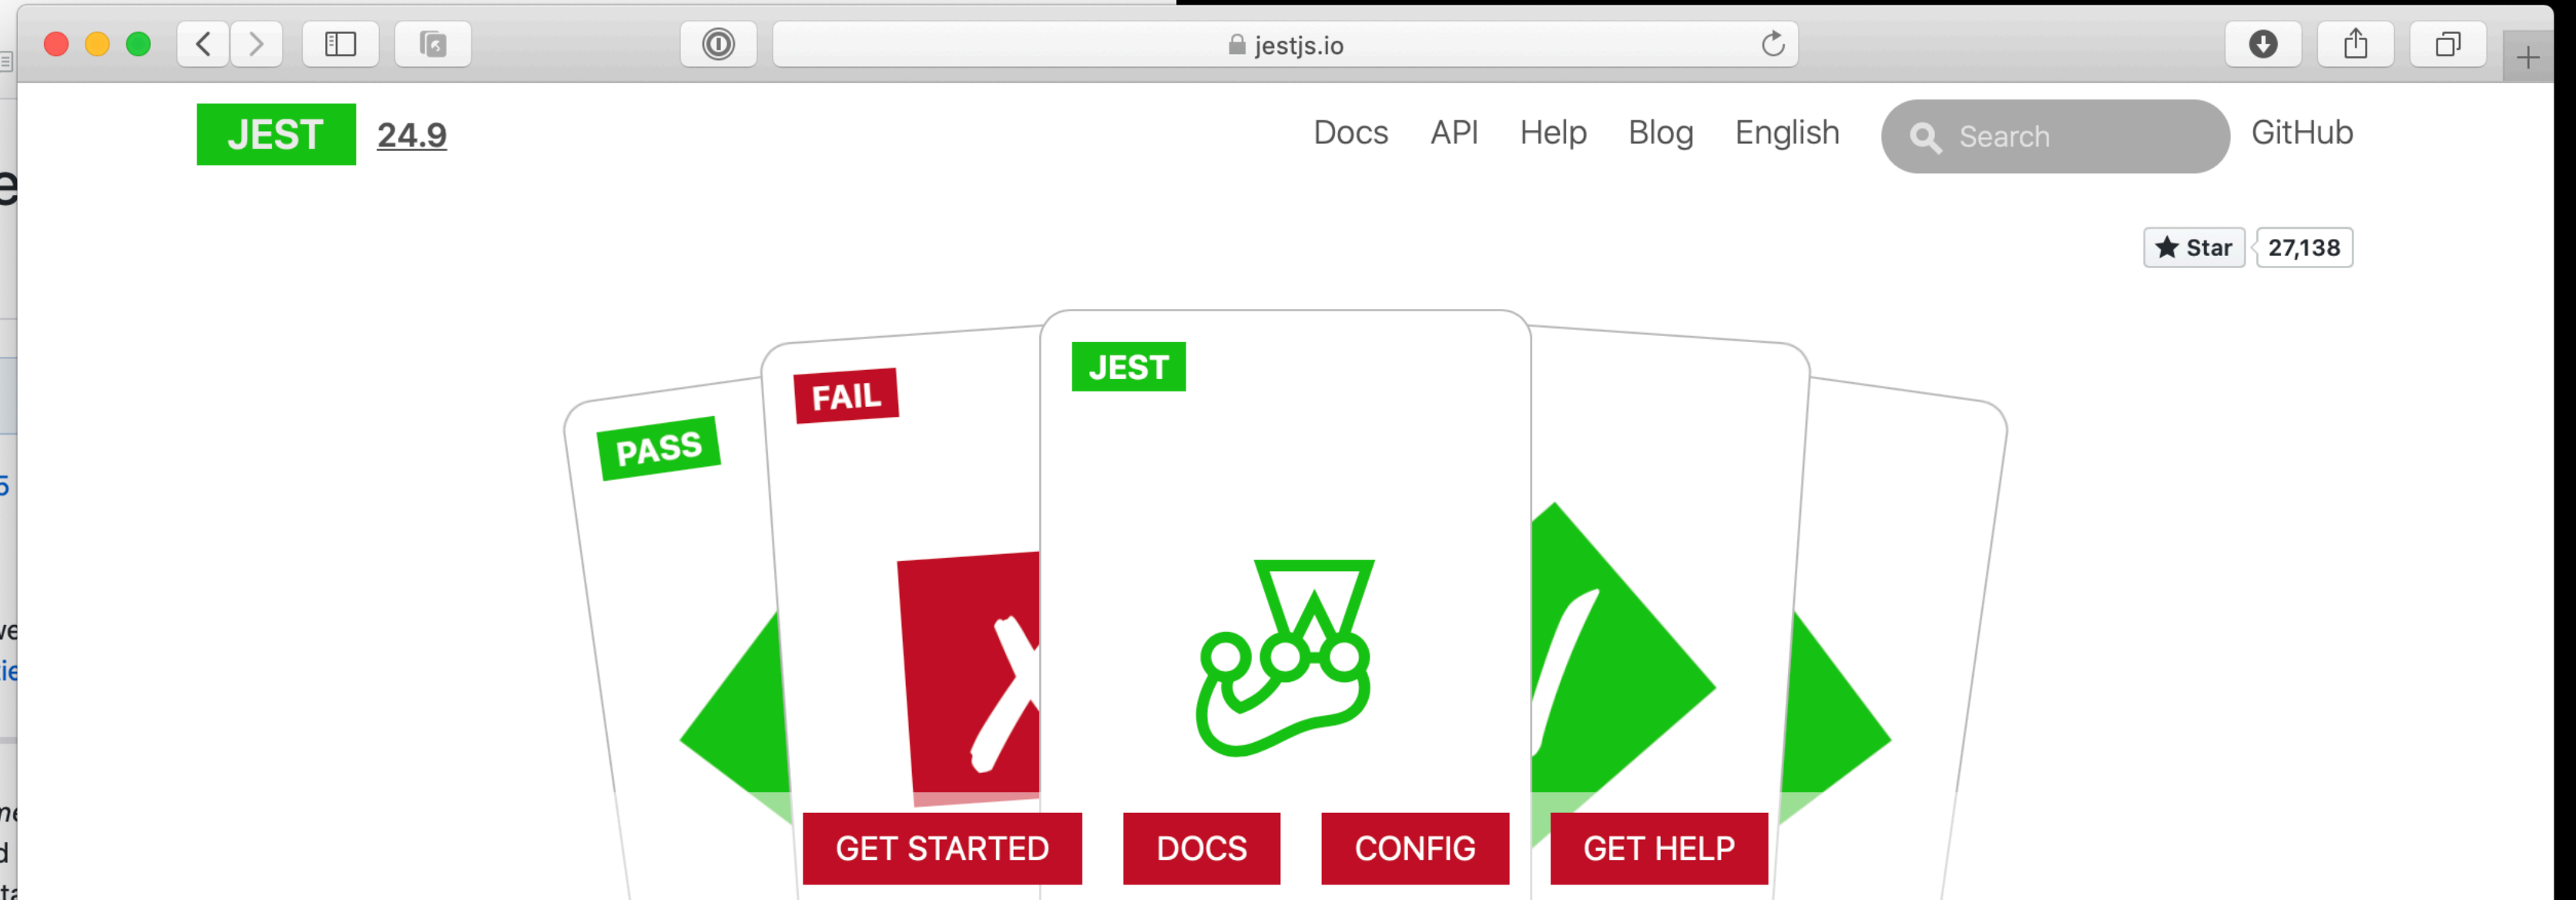 jestjs.io
JEST 24.9 Docs API Help Blog English Search GitHub
Star 27,138
JEST
FAIL
PASS
GET STARTED DOCS CONFIG GET HELP